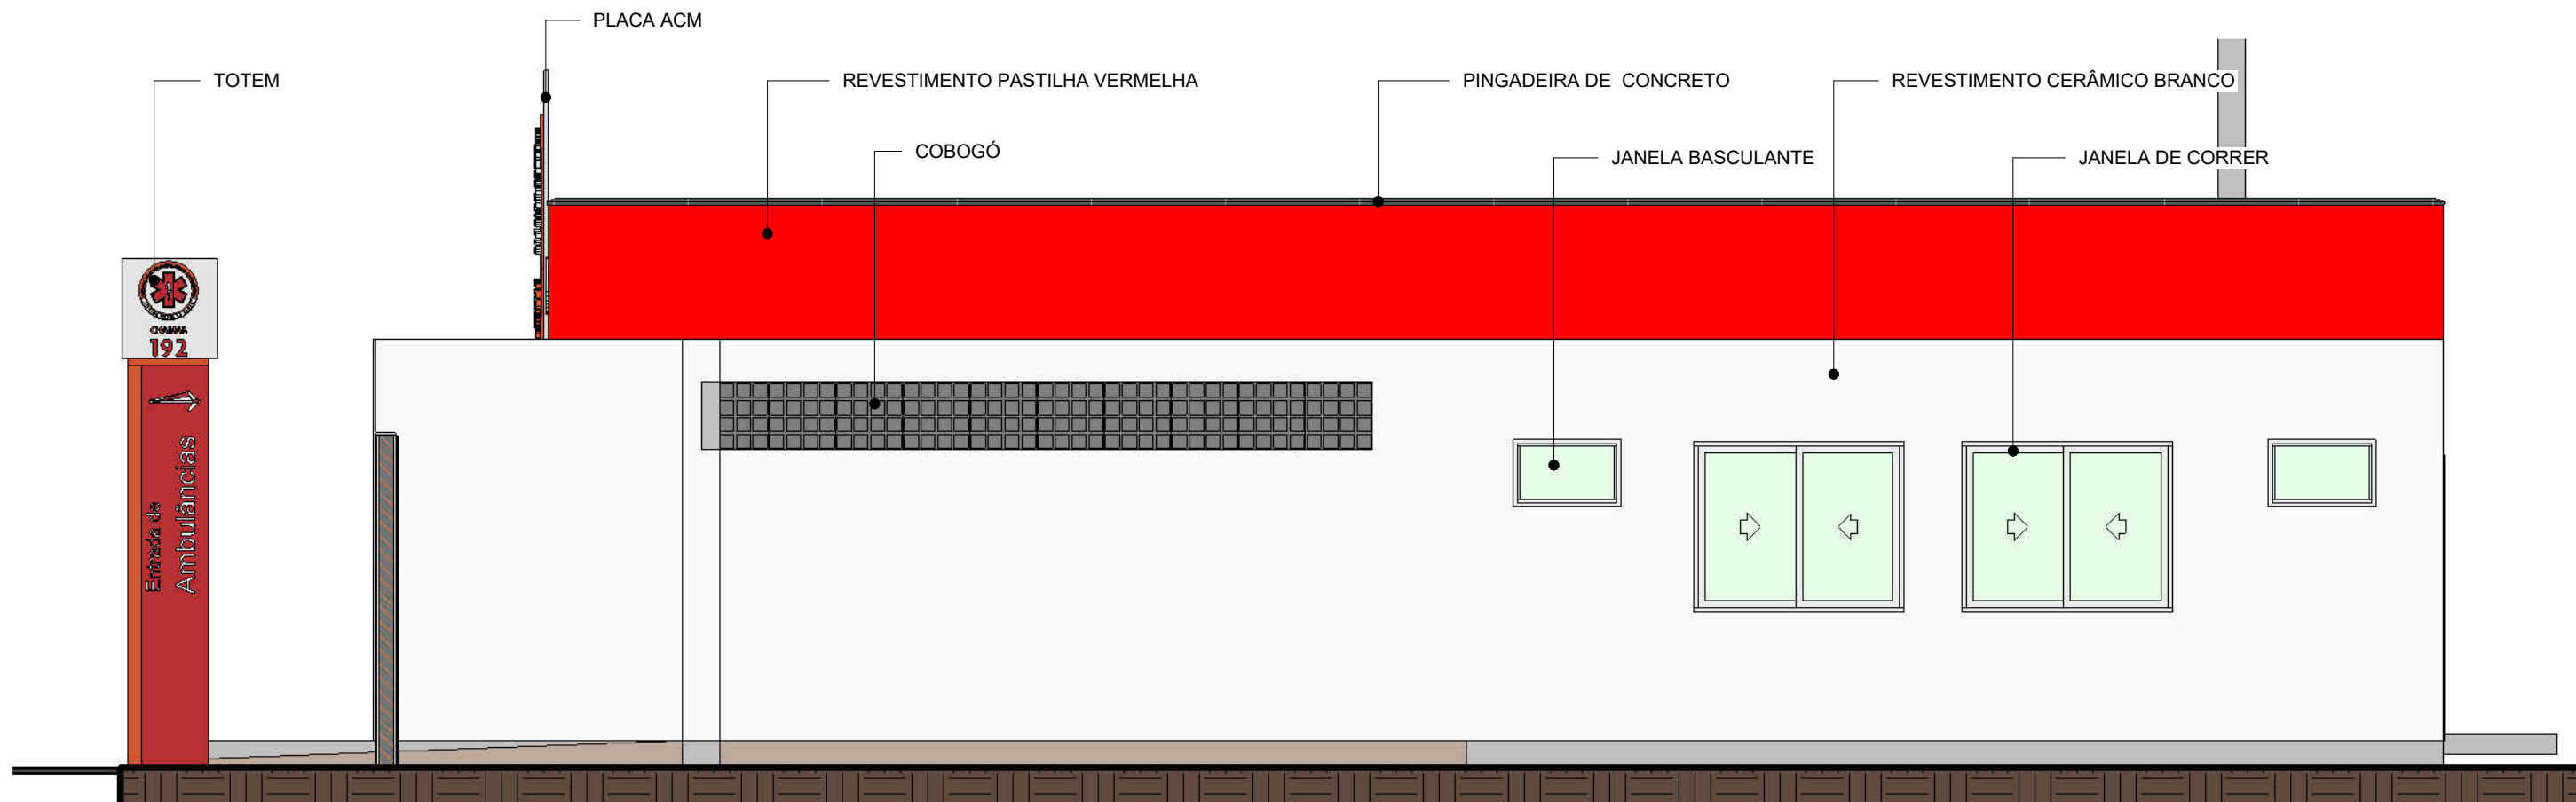 PLACA ACM
TOTEM
REVESTIMENTO PASTILHA VERMELHA
PINGADEIRA DE CONCRETO
REVESTIMENTO CERÂMICO BRANCO
COBOGÓ
JANELA BASCULANTE
JANELA DE CORRER
CHAMAR
192
Entrada de
Ambulâncias